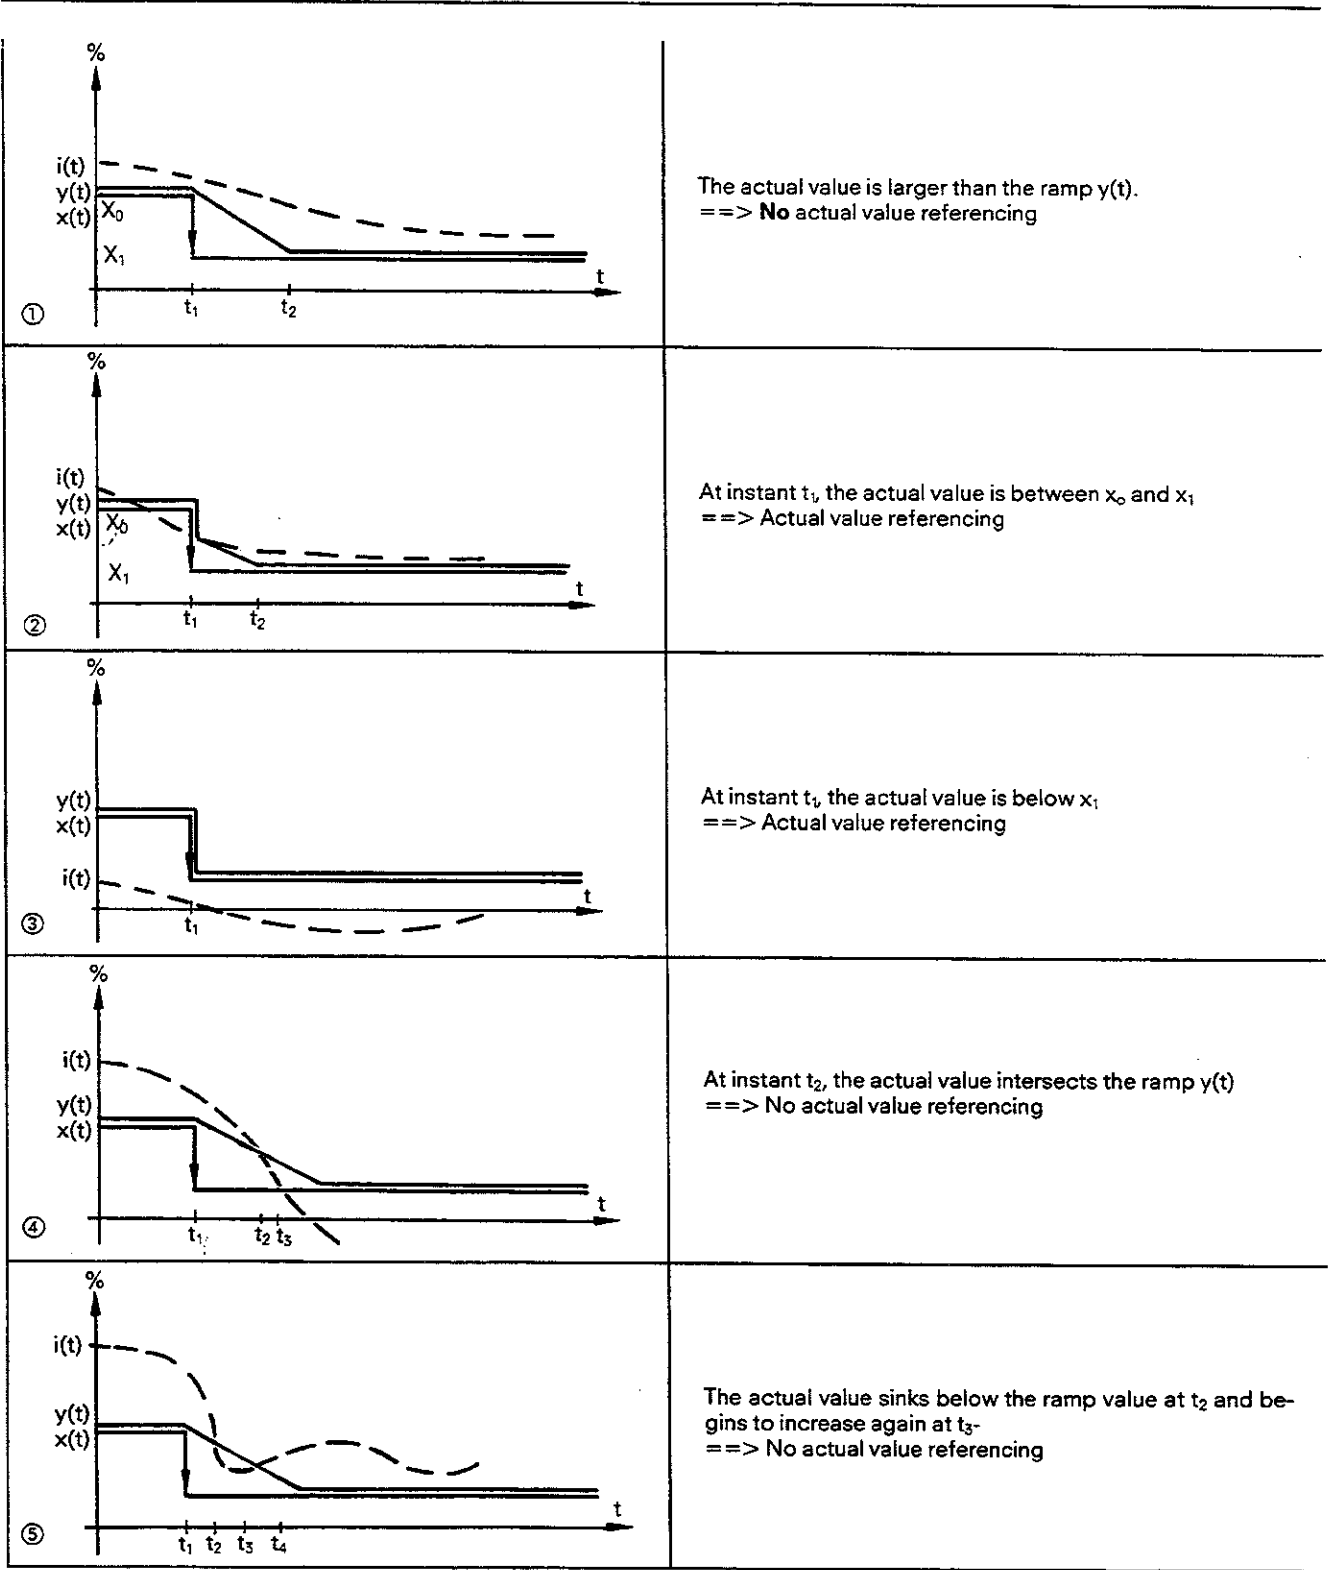 %
i(t)
y(t)
x(t)
X₀
X₁
t
t₁
t₂
①
The actual value is larger than the ramp y(t).
==> No actual value referencing
%
i(t)
y(t)
x(t)
X₀
X₁
t
t₁
t₂
②
At instant t₁, the actual value is between x₀ and x₁
==> Actual value referencing
%
y(t)
x(t)
i(t)
t
t₁
③
At instant t₁, the actual value is below x₁
==> Actual value referencing
%
i(t)
y(t)
x(t)
t
t₁
t₂
t₃
④
At instant t₂, the actual value intersects the ramp y(t)
==> No actual value referencing
%
i(t)
y(t)
x(t)
t
t₁
t₂
t₃
t₄
⑤
The actual value sinks below the ramp value at t₂ and be-
gins to increase again at t₃-
==> No actual value referencing